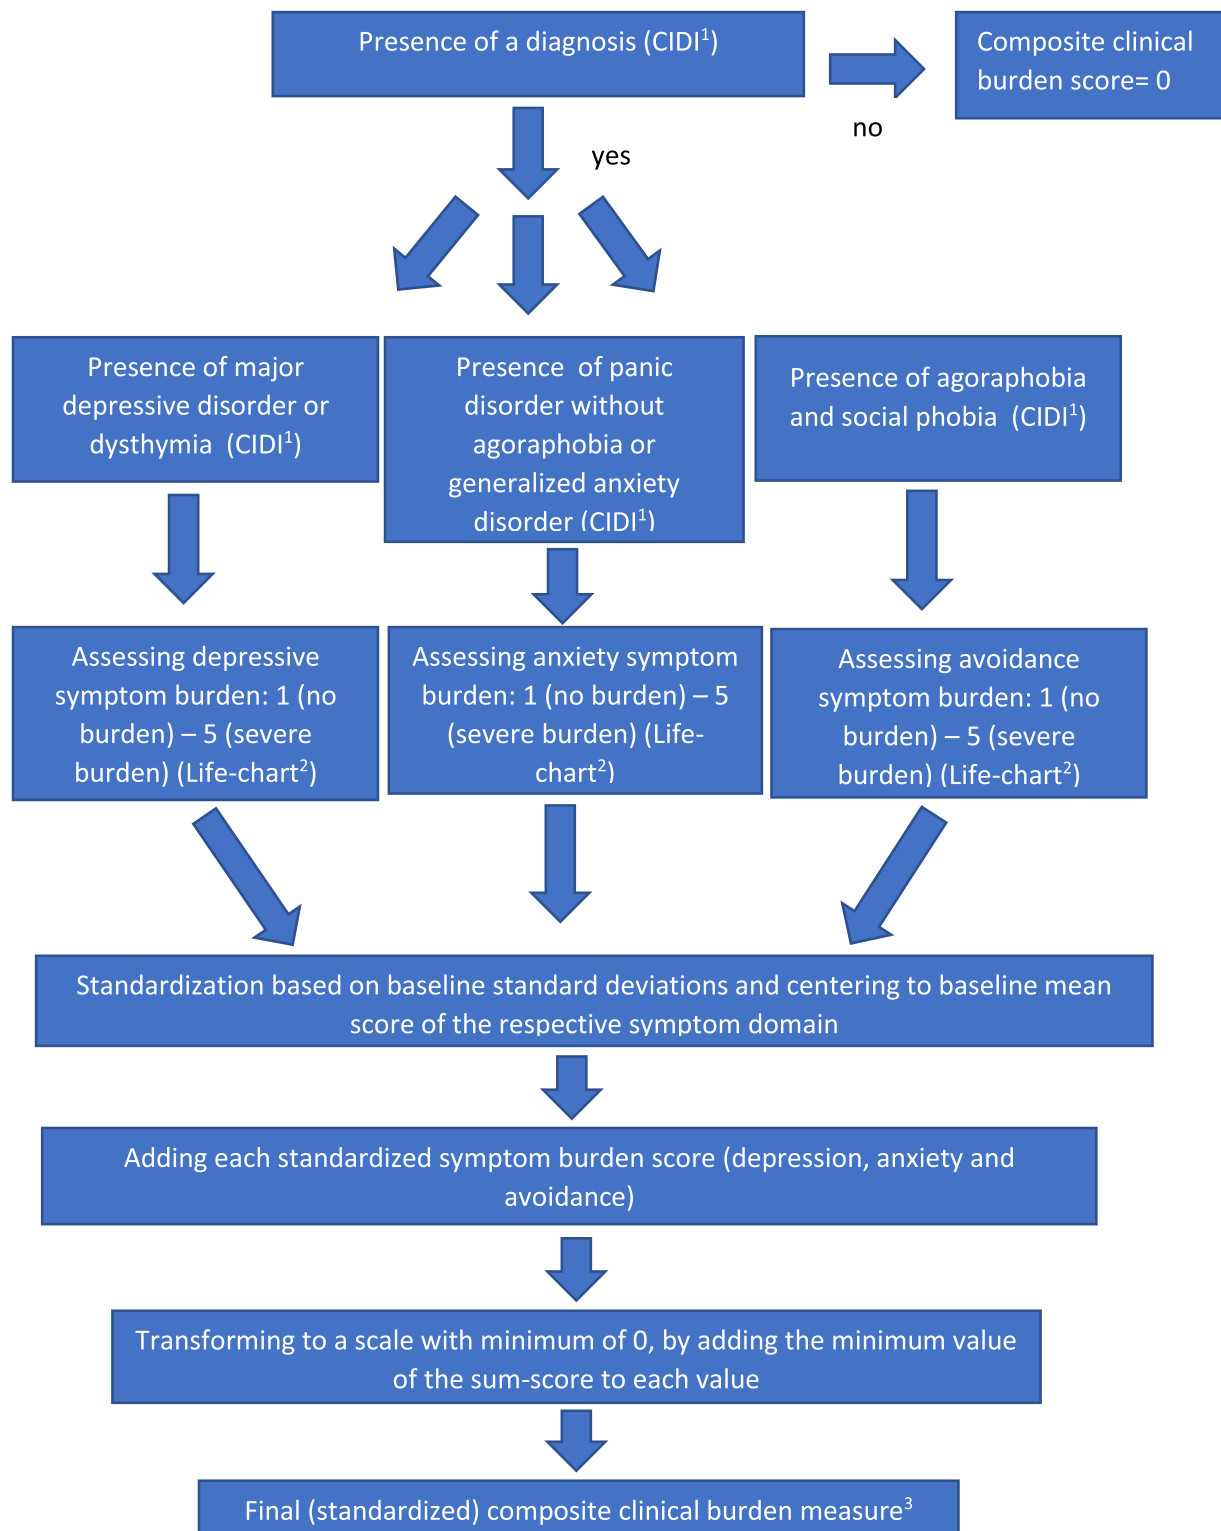 Presence of a diagnosis (CIDI¹)
Composite clinical
burden score= 0
no
yes
Presence of major
depressive disorder or
dysthymia (CIDI¹)
Presence of panic
disorder without
agoraphobia or
generalized anxiety
disorder (CIDI¹)
Presence of agoraphobia
and social phobia (CIDI¹)
Assessing depressive
symptom burden: 1 (no
burden) – 5 (severe
burden) (Life-chart²)
Assessing anxiety symptom
burden: 1 (no burden) – 5
(severe burden) (Life-
chart²)
Assessing avoidance
symptom burden: 1 (no
burden) – 5 (severe
burden) (Life-chart²)
Standardization based on baseline standard deviations and centering to baseline mean
score of the respective symptom domain
Adding each standardized symptom burden score (depression, anxiety and
avoidance)
Transforming to a scale with minimum of 0, by adding the minimum value
of the sum-score to each value
Final (standardized) composite clinical burden measure³